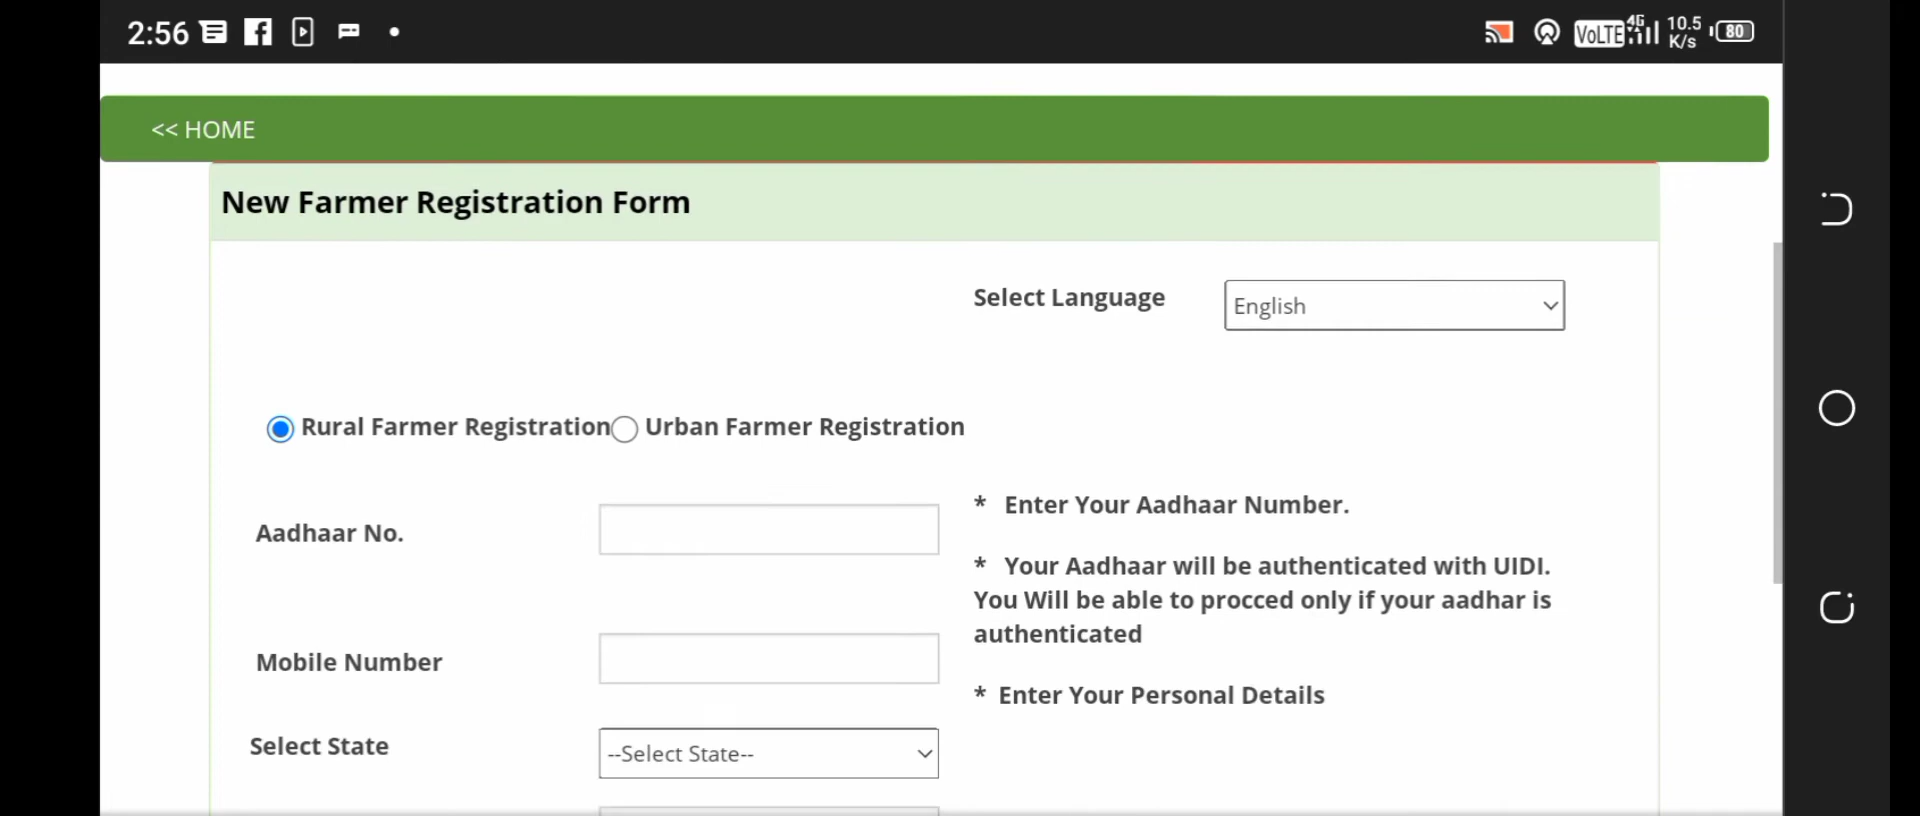 2:56 VoLTE 4G 10.5 K/s 80
<< HOME
New Farmer Registration Form
Select Language English
Rural Farmer Registration Urban Farmer Registration
Aadhaar No.
* Enter Your Aadhaar Number.
* Your Aadhaar will be authenticated with UIDI.
You Will be able to procced only if your aadhar is
authenticated
Mobile Number
* Enter Your Personal Details
Select State --Select State--